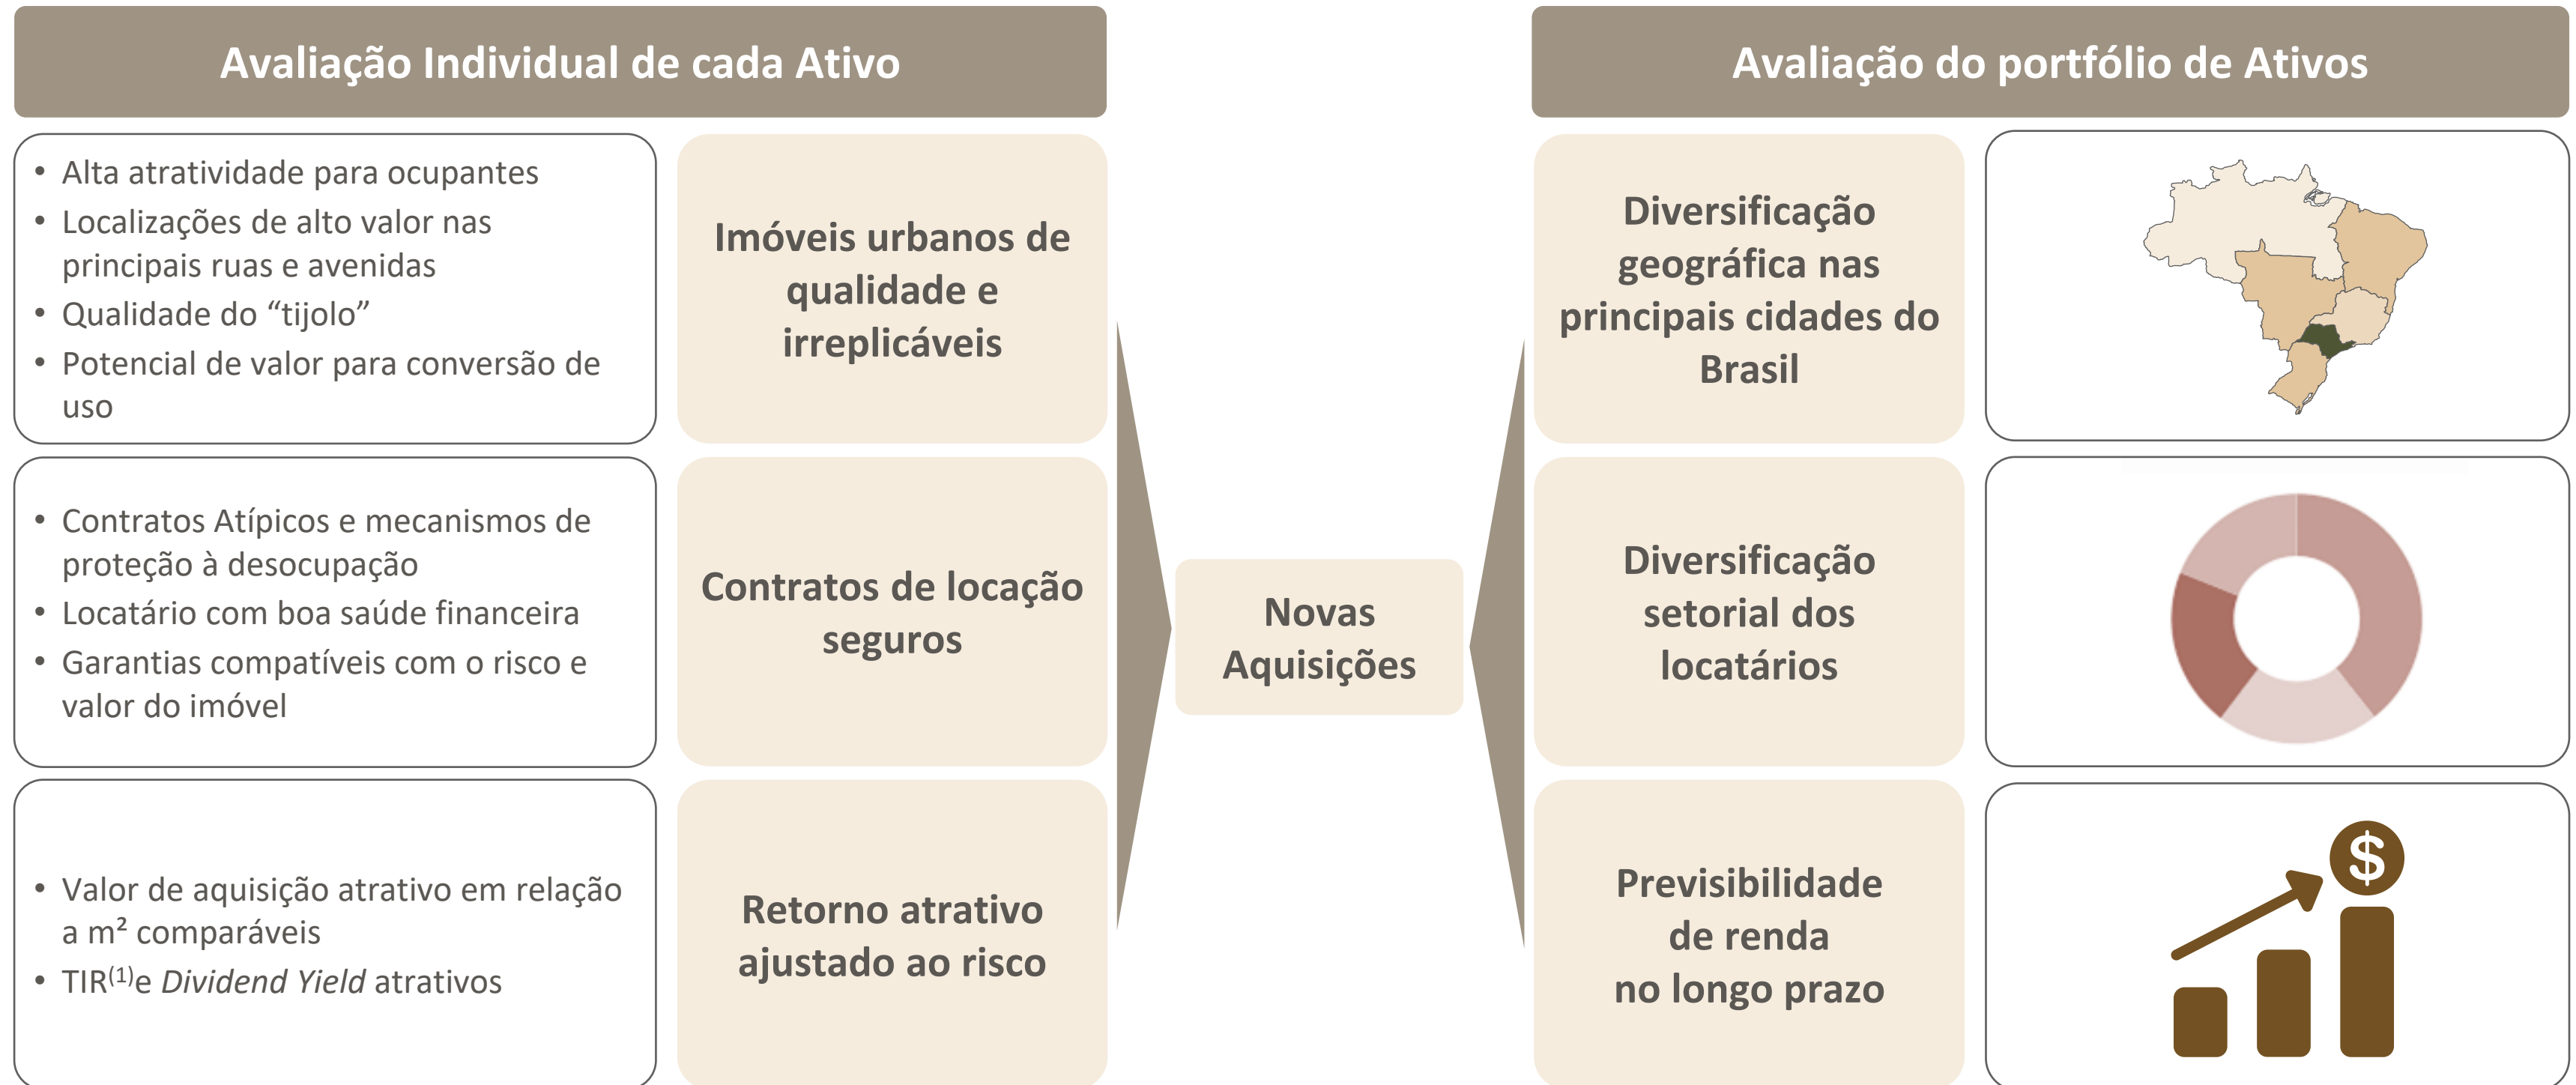 Avaliação Individual de cada Ativo
• Alta atratividade para ocupantes
• Localizações de alto valor nas
principais ruas e avenidas
• Qualidade do “tijolo”
• Potencial de valor para conversão de
uso
Imóveis urbanos de
qualidade e
irreplicáveis
• Contratos Atípicos e mecanismos de
proteção à desocupação
• Locatário com boa saúde financeira
• Garantias compatíveis com o risco e
valor do imóvel
Contratos de locação
seguros
• Valor de aquisição atrativo em relação
a m² comparáveis
• TIR⁽¹⁾e Dividend Yield atrativos
Retorno atrativo
ajustado ao risco
Novas
Aquisições
Avaliação do portfólio de Ativos
Diversificação
geográfica nas
principais cidades do
Brasil
Diversificação
setorial dos
locatários
Previsibilidade
de renda
no longo prazo
$